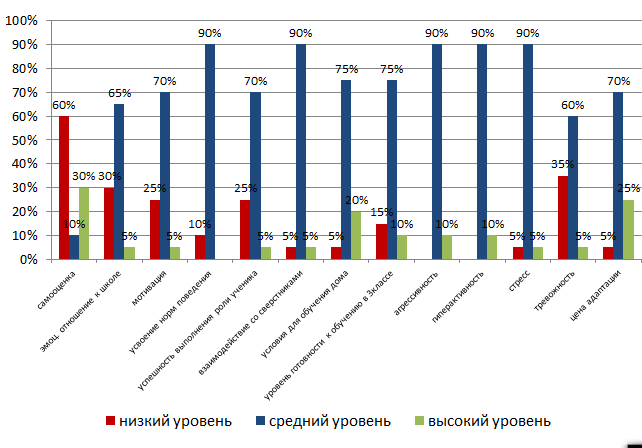 100%
90%
80%
70%
60%
50%
40%
30%
20%
10%
0%
60%
10%
30%
30%
65%
5%
25%
70%
5%
10%
90%
25%
70%
5%
5%
90%
5%
5%
75%
20%
15%
75%
10%
90%
10%
90%
10%
5%
90%
5%
35%
60%
5%
5%
70%
25%
самооценка
эмоц. отношение к школе
мотивация
усвоение норм поведения
успешность выполнения роли ученика
взаимодействие со сверстниками
условия для обучения дома
уровень готовности к обучению в 3классе
агрессивность
гиперактивность
стресс
тревожность
цена адаптации
низкий уровень
средний уровень
высокий уровень